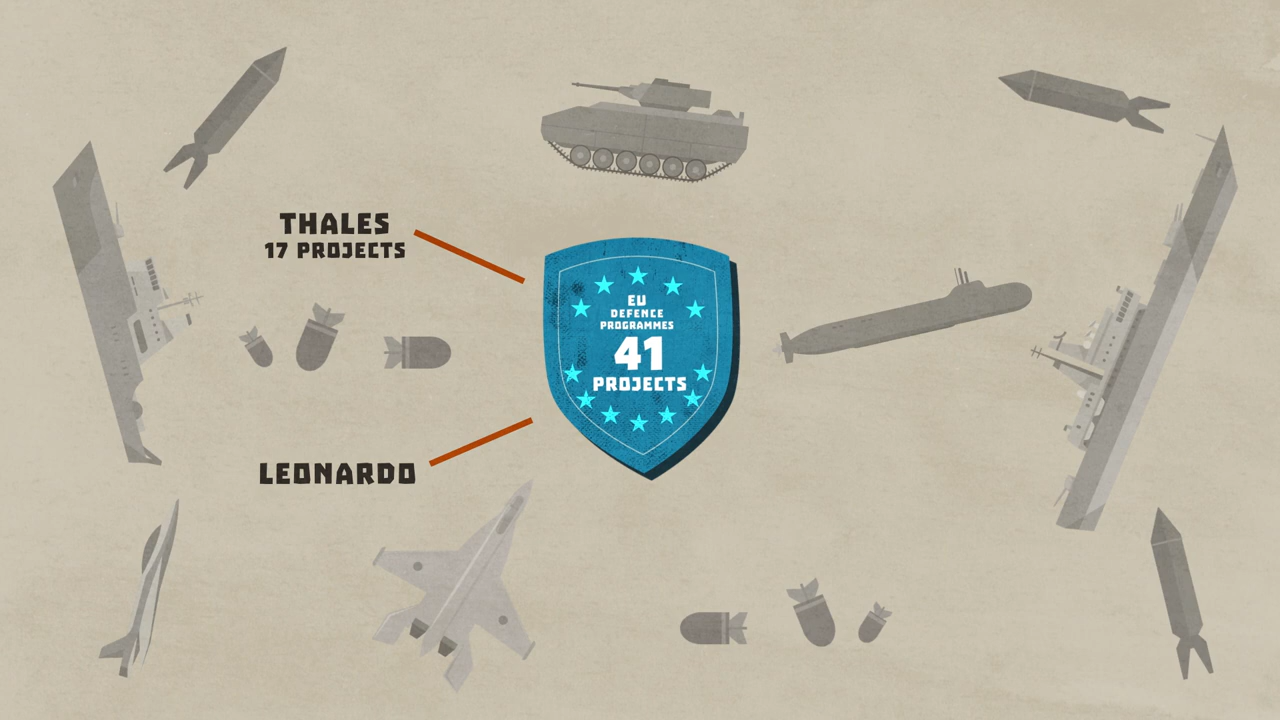 THALES
17 PROJECTS
EU
DEFENCE
PROGRAMMES
41
PROJECTS
LEONARDO